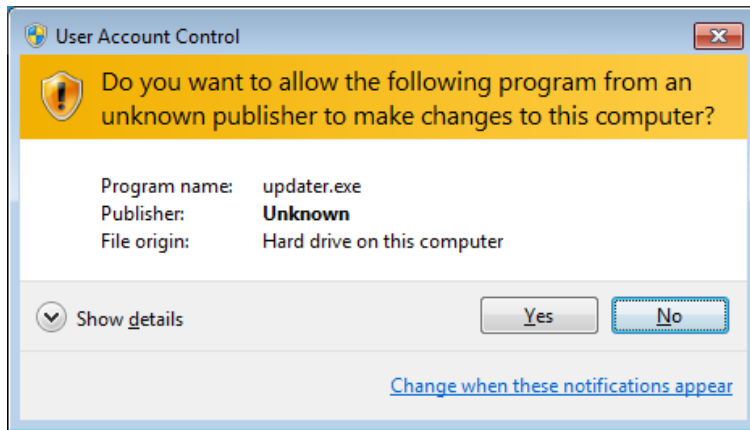 User Account Control
Do you want to allow the following program from an
unknown publisher to make changes to this computer?
Program name: updater.exe
Publisher: Unknown
File origin: Hard drive on this computer
Show details
Yes
No
Change when these notifications appear